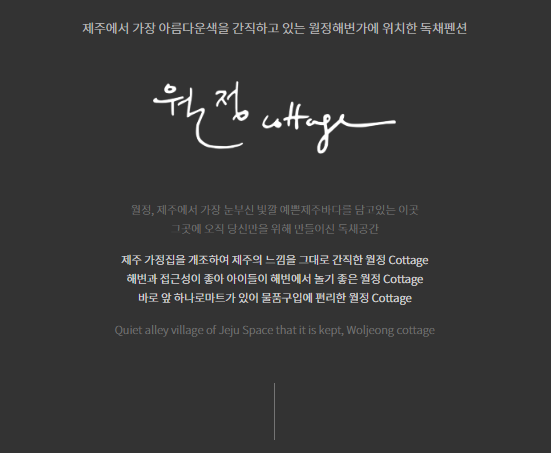 제주에서 가장 아름다운색을 간직하고 있는 월정해변가에 위치한 독채펜션
월정 cottage
월정, 제주에서 가장 눈부신 빛깔 예쁜제주바다를 담고있는 이곳
그곳에 오직 당신만을 위해 만들어진 독채공간
제주 가정집을 개조하여 제주의 느낌을 그대로 간직한 월정 Cottage
해변과 접근성이 좋아 아이들이 해변에서 놀기 좋은 월정 Cottage
바로 앞 하나로마트가 있어 물품구입에 편리한 월정 Cottage
Quiet alley village of Jeju Space that it is kept, Woljeong cottage